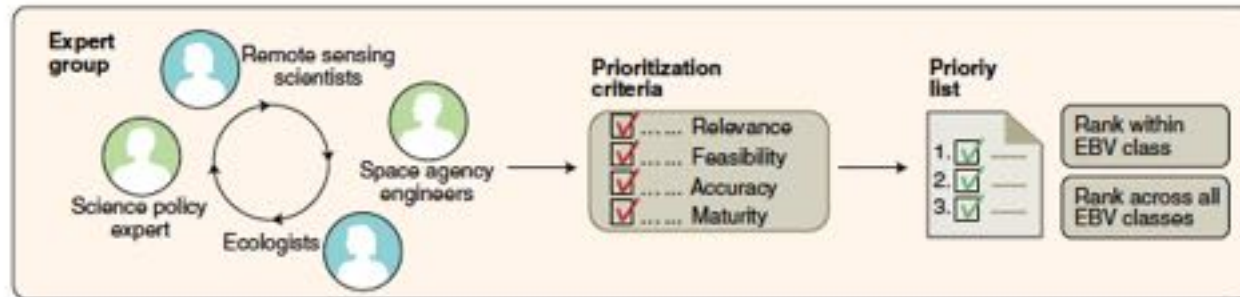 Expert
group
Remote sensing
scientists
Space agency
engineers
Ecologists
Science policy
expert
Prioritization
criteria
...... Relevance
...... Feasibility
...... Accuracy
...... Maturity
Prioriy
list
1.
2.
3.
Rank within
EBV class
Rank across all
EBV classes